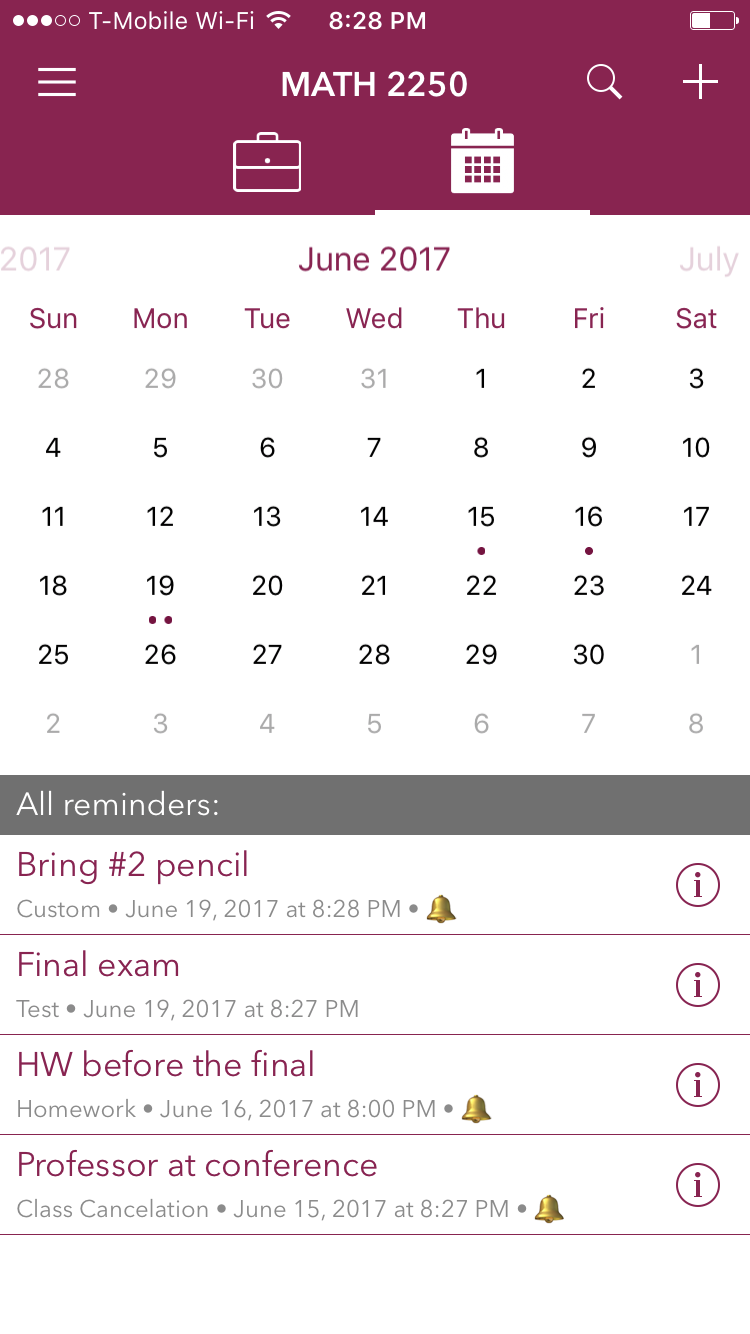 T-Mobile Wi-Fi 8:28 PM
MATH 2250
2017 June 2017 July
Sun Mon Tue Wed Thu Fri Sat
28 29 30 31 1 2 3
4 5 6 7 8 9 10
11 12 13 14 15 16 17
18 19 20 21 22 23 24
25 26 27 28 29 30 1
2 3 4 5 6 7 8
All reminders:
Bring #2 pencil
Custom • June 19, 2017 at 8:28 PM • 🔔
Final exam
Test • June 19, 2017 at 8:27 PM
HW before the final
Homework • June 16, 2017 at 8:00 PM • 🔔
Professor at conference
Class Cancelation • June 15, 2017 at 8:27 PM • 🔔